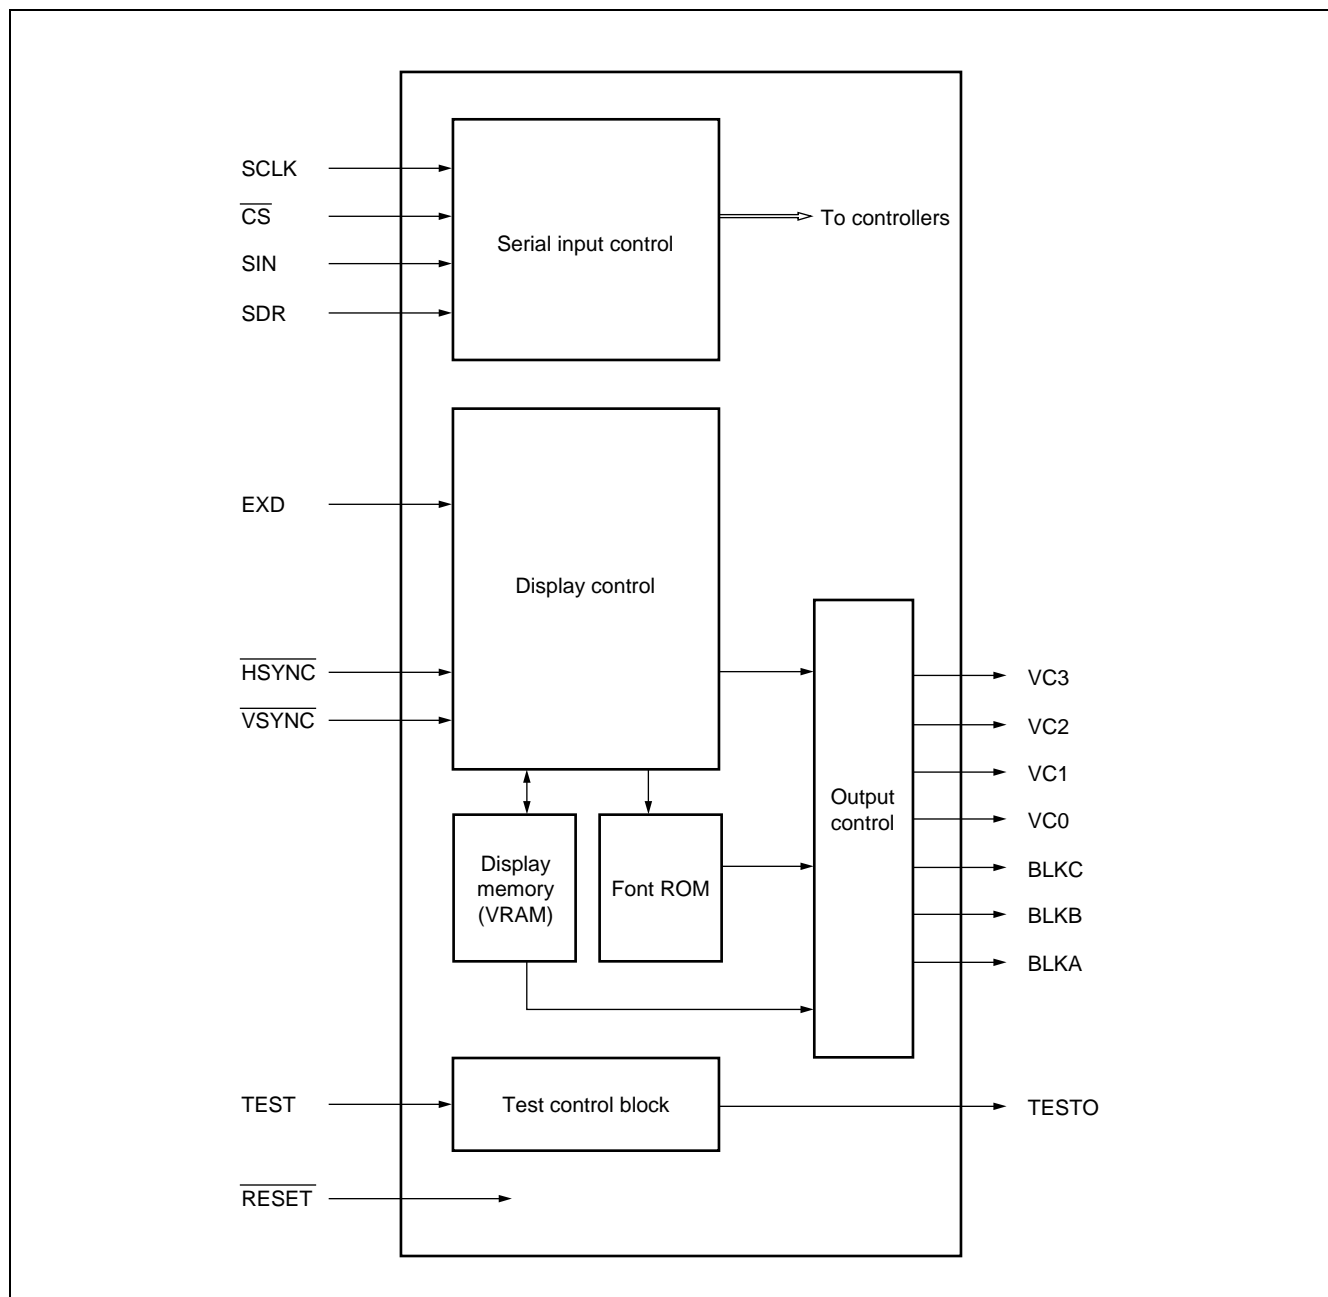 SCLK
CS
SIN
SDR
Serial input control
To controllers
EXD
HSYNC
VSYNC
Display control
Display
memory
(VRAM)
Font ROM
Output
control
VC3
VC2
VC1
VC0
BLKC
BLKB
BLKA
TEST
Test control block
TESTO
RESET